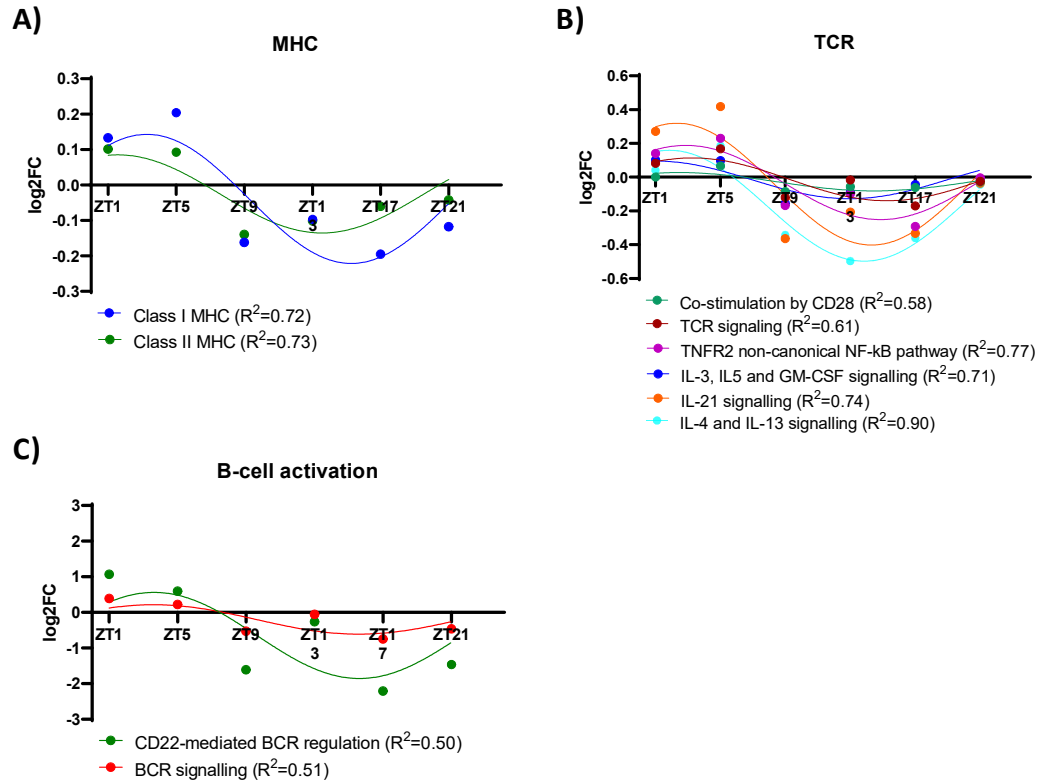 A)
MHC
log2FC
0.3
0.2
0.1
0.0
-0.1
-0.2
-0.3
ZT1
ZT5
ZT9
ZT1
3
ZT17
ZT21
Class I MHC (R²=0.72)
Class II MHC (R²=0.73)
B)
TCR
log2FC
0.6
0.4
0.2
0.0
-0.2
-0.4
-0.6
ZT1
ZT5
ZT9
ZT1
3
ZT17
ZT21
Co-stimulation by CD28 (R²=0.58)
TCR signaling (R²=0.61)
TNFR2 non-canonical NF-kB pathway (R²=0.77)
IL-3, IL5 and GM-CSF signalling (R²=0.71)
IL-21 signalling (R²=0.74)
IL-4 and IL-13 signalling (R²=0.90)
C)
B-cell activation
log2FC
3
2
1
0
-1
-2
-3
ZT1
ZT5
ZT9
ZT1
3
ZT1
7
ZT21
CD22-mediated BCR regulation (R²=0.50)
BCR signalling (R²=0.51)